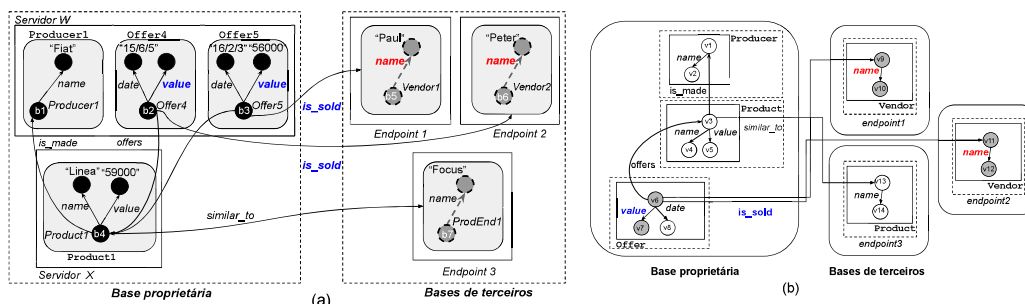 Servidor W
Producer1
Offer4
Offer5
"Fiat"
"15/6/5"
"16/2/3"
"56000
name
date
value
date
value
b1
Producer1
b2
Offer4
b3
Offer5
is_made
offers
"Linea"
"59000"
name
value
Product1
b4
Product1
Servidor X
Base proprietária
is_sold
is_sold
similar_to
"Paul"
name
b5
Vendor1
Endpoint 1
"Peter"
name
b6
Vendor2
Endpoint 2
"Focus"
name
ProdEnd1
b7
Endpoint 3
Bases de terceiros
(a)
Producer
v1
name
v2
is_made
Product
v3
similar_to
name
value
v4
v5
offers
v6
value
date
v7
v8
Offer
is_sold
Base proprietária
v9
name
v10
Vendor
endpoint1
v11
name
v12
Vendor
endpoint2
v13
name
v14
Product
endpoint3
Bases de terceiros
(b)